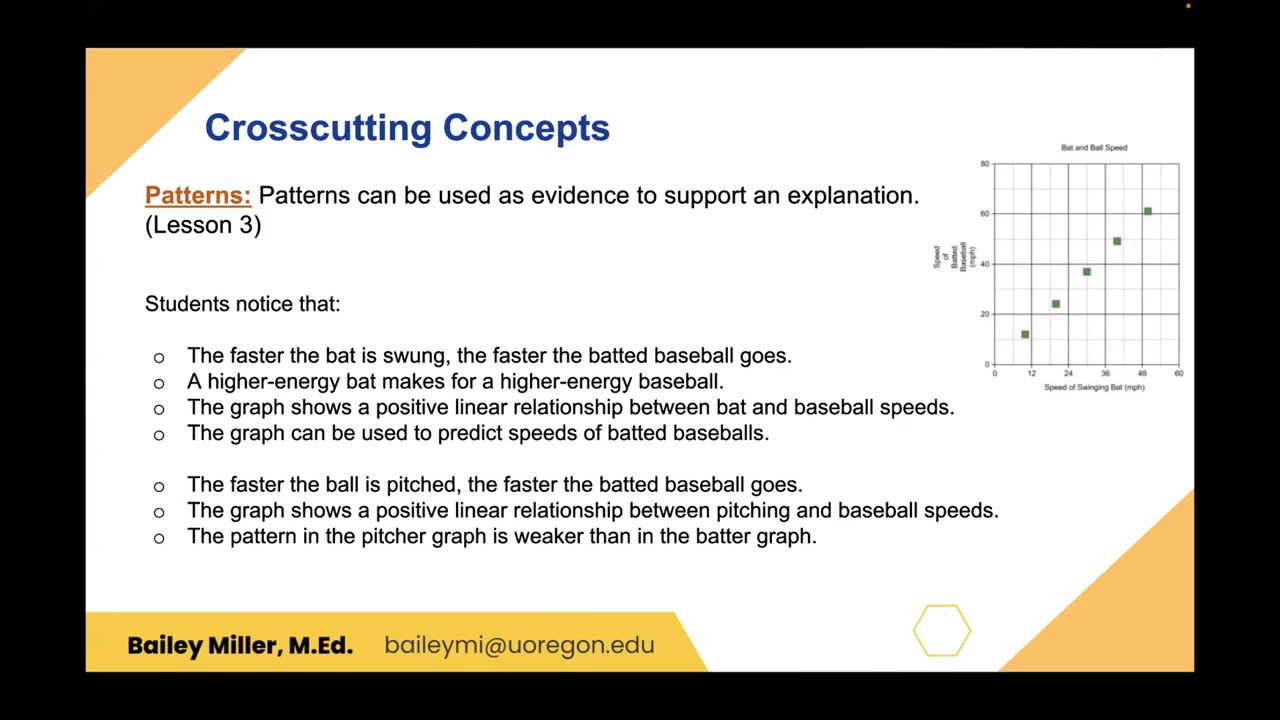 Crosscutting Concepts
Patterns: Patterns can be used as evidence to support an explanation.
(Lesson 3)
Students notice that:
o The faster the bat is swung, the faster the batted baseball goes.
o A higher-energy bat makes for a higher-energy baseball.
o The graph shows a positive linear relationship between bat and baseball speeds.
o The graph can be used to predict speeds of batted baseballs.
o The faster the ball is pitched, the faster the batted baseball goes.
o The graph shows a positive linear relationship between pitching and baseball speeds.
o The pattern in the pitcher graph is weaker than in the batter graph.
Bat and Ball Speed
Speed
of
Batted
Baseball
(mph)
80
60
40
20
0
0 12 24 36 48 60
Speed of Swinging Bat (mph)
Bailey Miller, M.Ed. baileymi@uoregon.edu